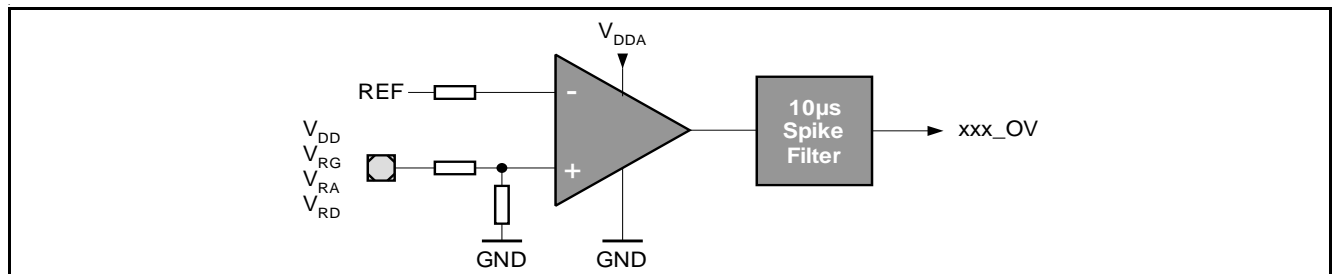 V_DDA
REF
-
V_DD
V_RG
V_RA
V_RD
+
10µs
Spike
Filter
xxx_OV
GND
GND